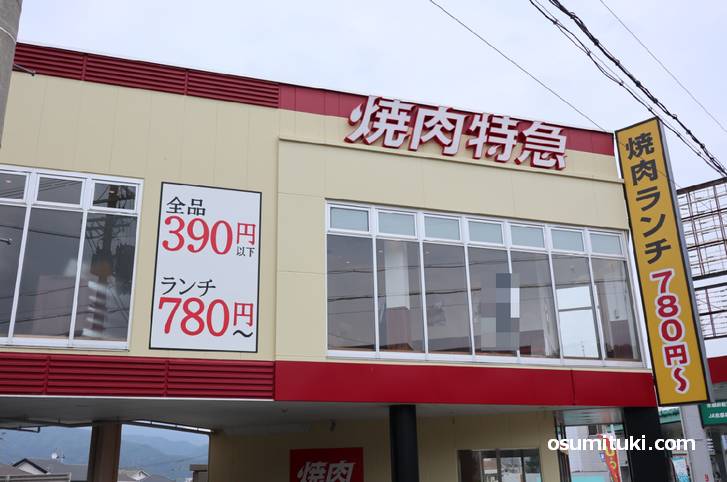 焼肉特急
全品
390円
以下
ランチ
780円~
焼肉ランチ780円~
焼肉
osumituki.com